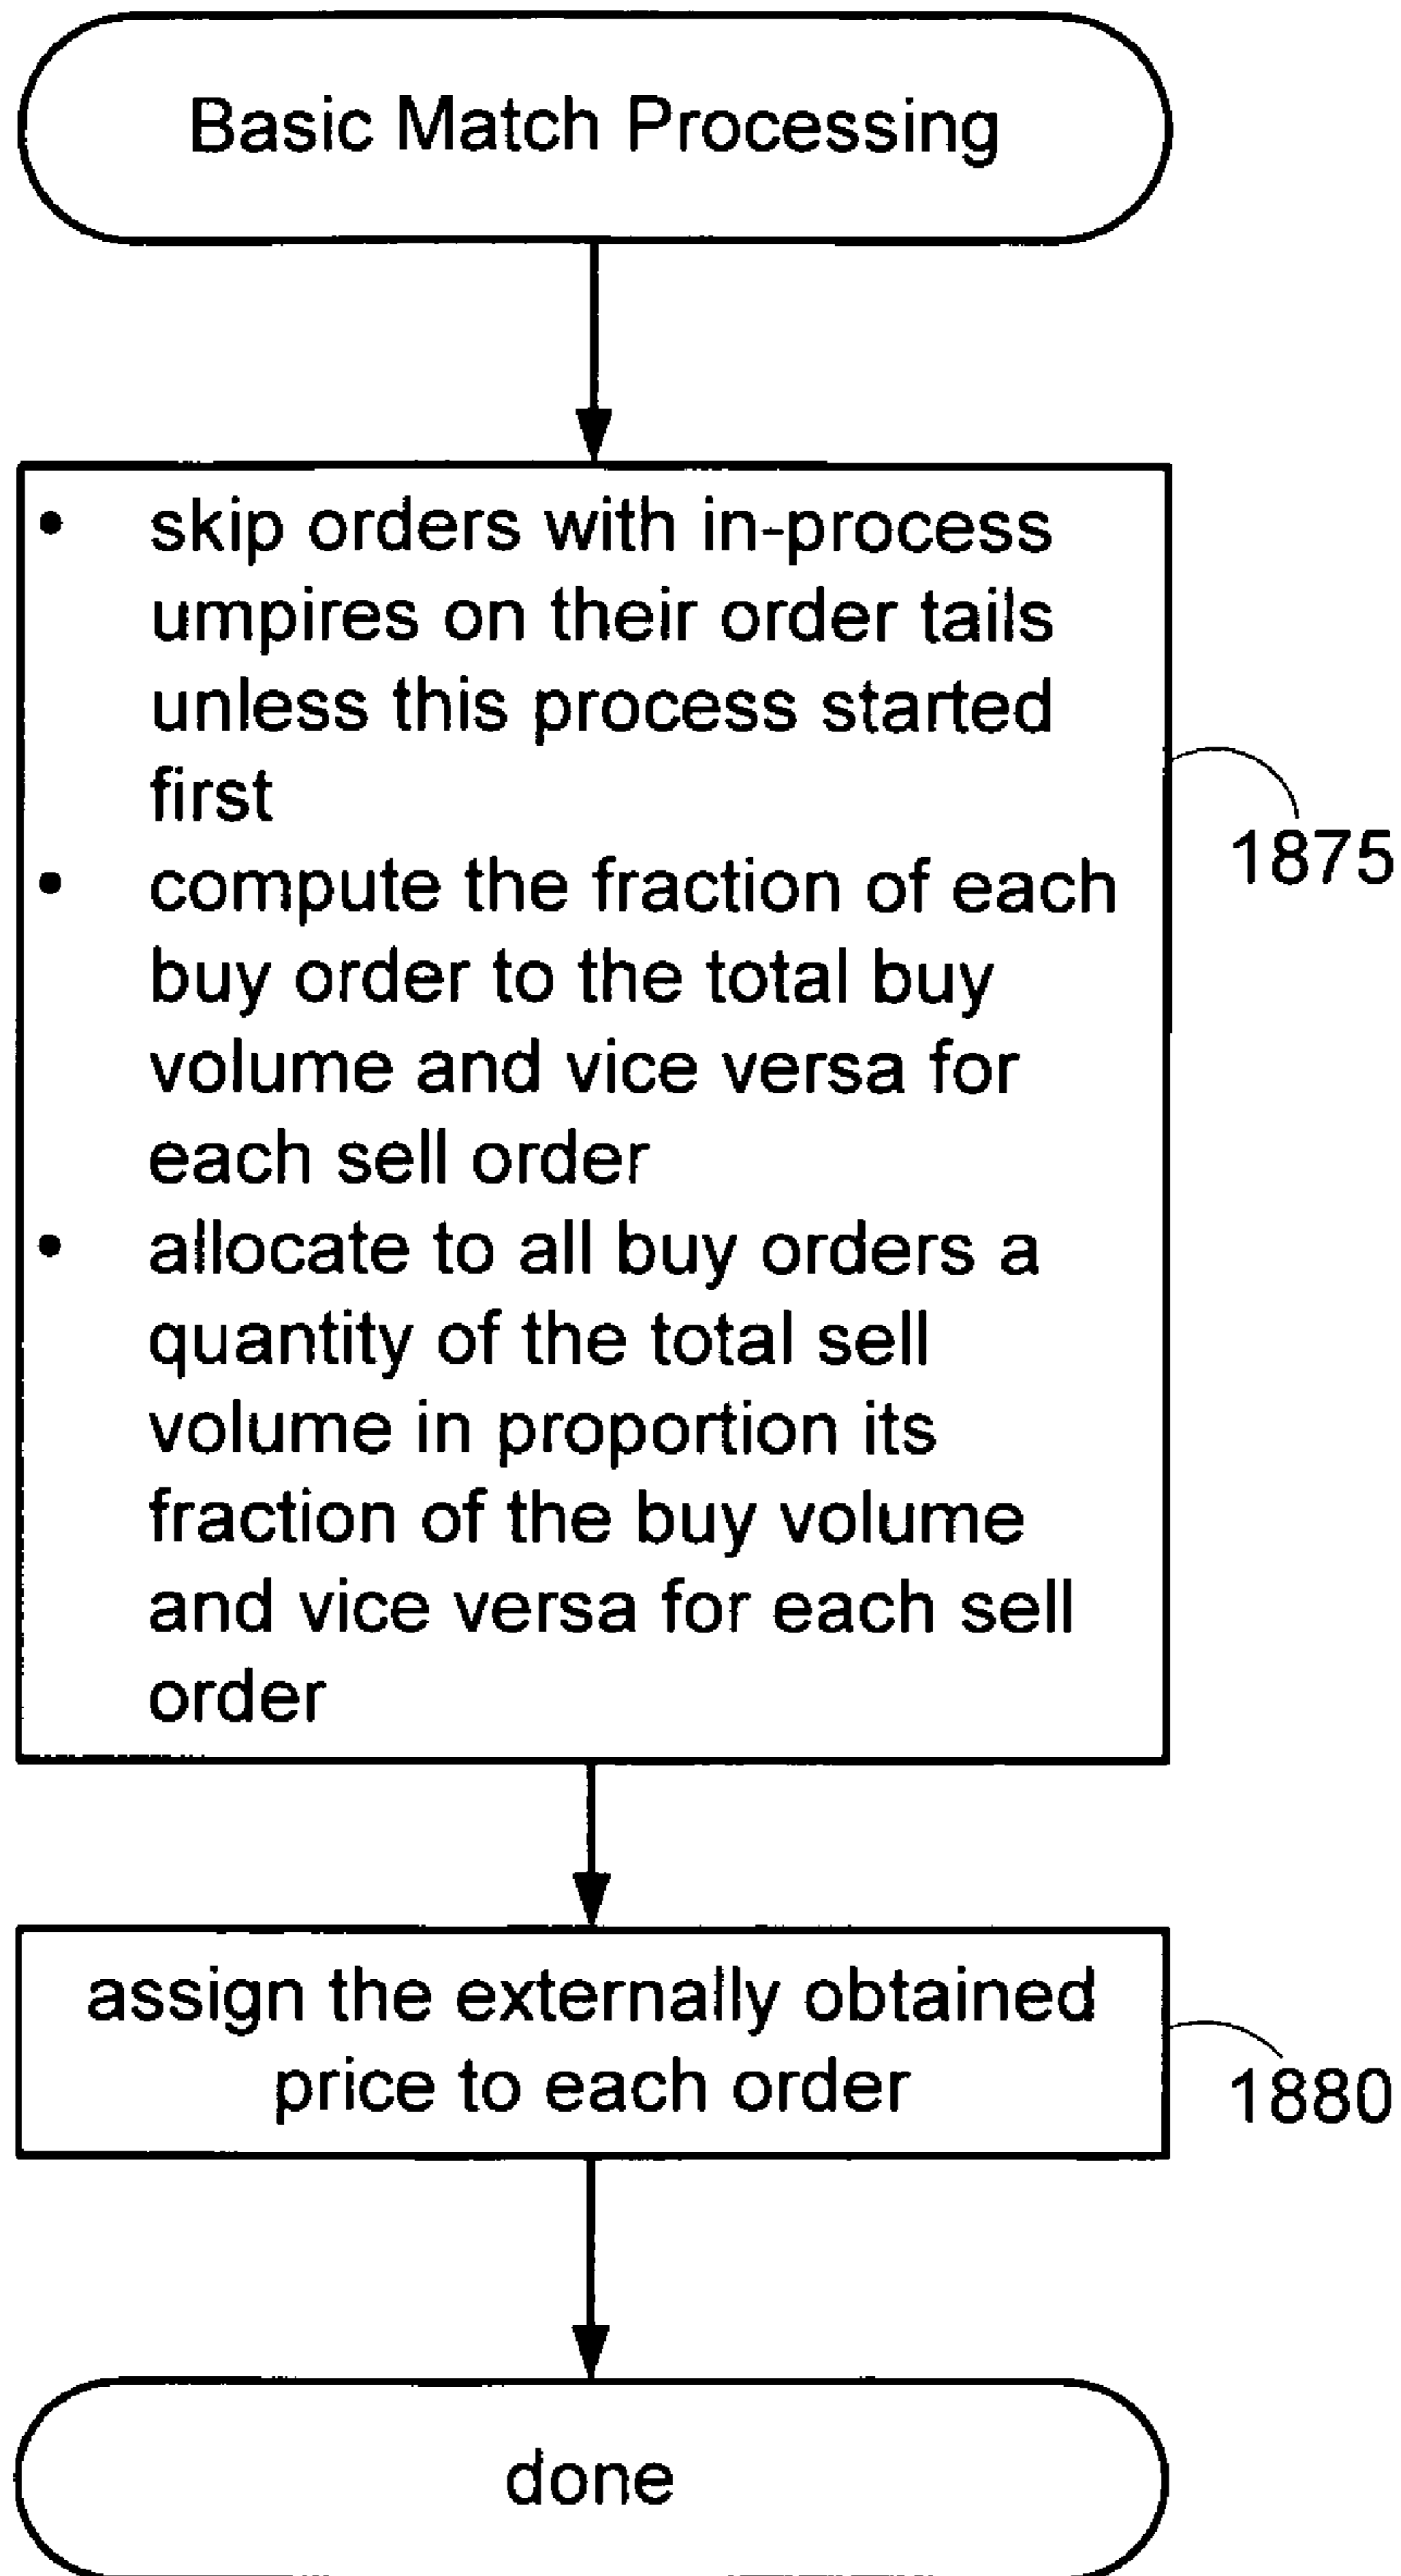 Basic Match Processing
• skip orders with in-process
umpires on their order tails
unless this process started
first
• compute the fraction of each
buy order to the total buy
volume and vice versa for
each sell order
• allocate to all buy orders a
quantity of the total sell
volume in proportion its
fraction of the buy volume
and vice versa for each sell
order
1875
assign the externally obtained
price to each order
1880
done